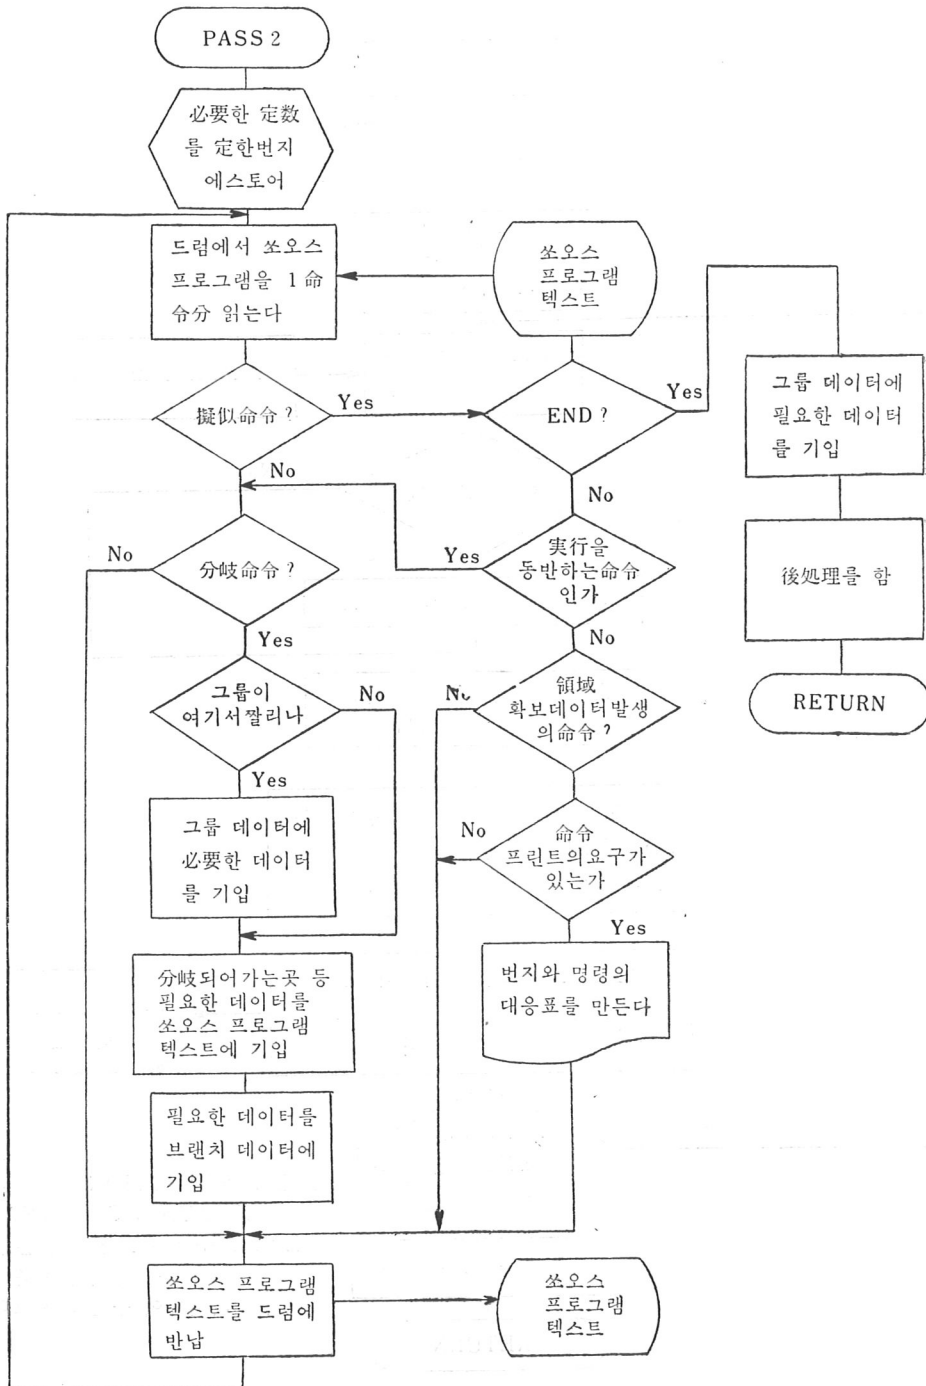 PASS 2
必要한 定数
를 定한번지
에스토어
드럼에서 쏘오스
프로그램을 1 命
令分 읽는다
쏘오스
프로그램
텍스트
擬似命令 ?
Yes
END ?
Yes
그룹 데이터에
필요한 데이터
를 기입
No
No
No
分岐命令 ?
Yes
実行을
동반하는命令
인가
後処理를 함
Yes
No
그룹이
여기서짤리나
No
No
領域
확보데이터발생
의命令 ?
RETURN
Yes
그룹 데이터에
必要한 데이터
를 기입
No
命令
프린트의요구가
있는가
Yes
分岐되어가는곳 등
필요한 데이터를
쏘오스 프로그램
텍스트에 기입
번지와 명령의
대응표를 만든다
필요한 데이터를
브랜치 데이터에
기입
쏘오스 프로그램
텍스트를 드럼에
반납
쏘오스
프로그램
텍스트